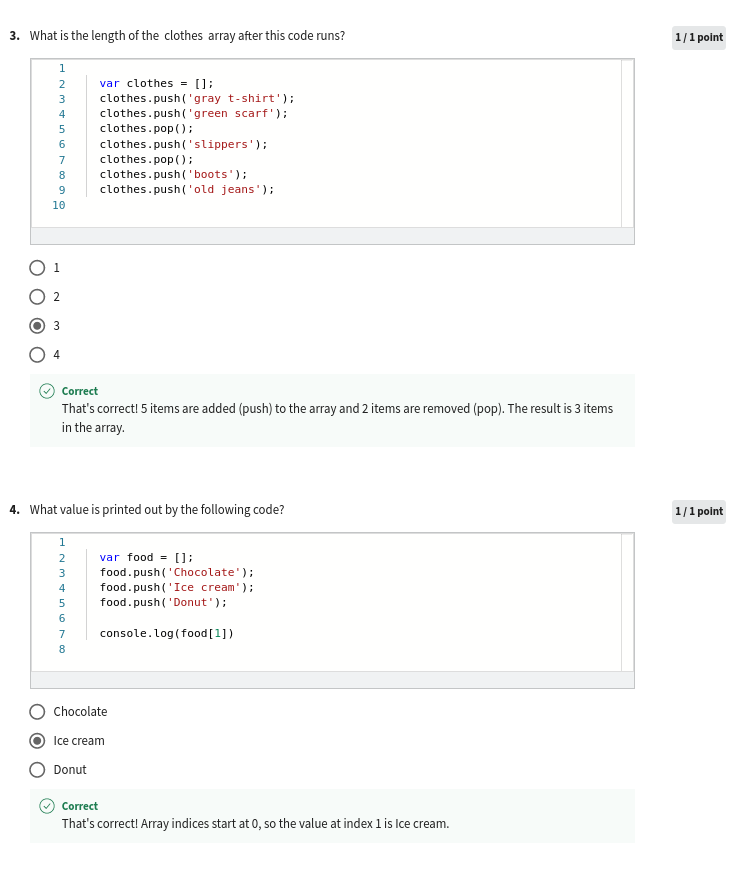 3. What is the length of the clothes array after this code runs?
1 / 1 point
1
2 var clothes = [];
3 clothes.push('gray t-shirt');
4 clothes.push('green scarf');
5 clothes.pop();
6 clothes.push('slippers');
7 clothes.pop();
8 clothes.push('boots');
9 clothes.push('old jeans');
10
1
2
3
4
Correct
That's correct! 5 items are added (push) to the array and 2 items are removed (pop). The result is 3 items
in the array.
4. What value is printed out by the following code?
1 / 1 point
1
2 var food = [];
3 food.push('Chocolate');
4 food.push('Ice cream');
5 food.push('Donut');
6
7 console.log(food[1])
8
Chocolate
Ice cream
Donut
Correct
That's correct! Array indices start at 0, so the value at index 1 is Ice cream.